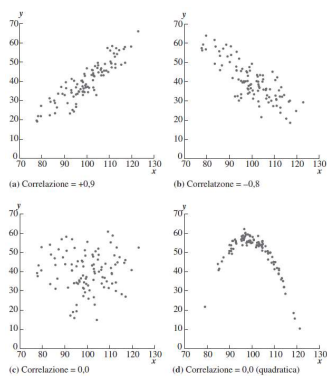 y
y
70
70
60
60
50
50
40
40
30
30
20
20
10
10
0
0
70 80 90 100 110 120 130
70 80 90 100 110 120 130
x
x
(a) Correlazione = +0,9
(b) Correlatzone = –0,8
y
y
70
70
60
60
50
50
40
40
30
30
20
20
10
10
0
0
70 80 90 100 110 120 130
70 80 90 100 110 120 130
x
x
(c) Correlazione = 0,0
(d) Correlazione = 0,0 (quadratica)